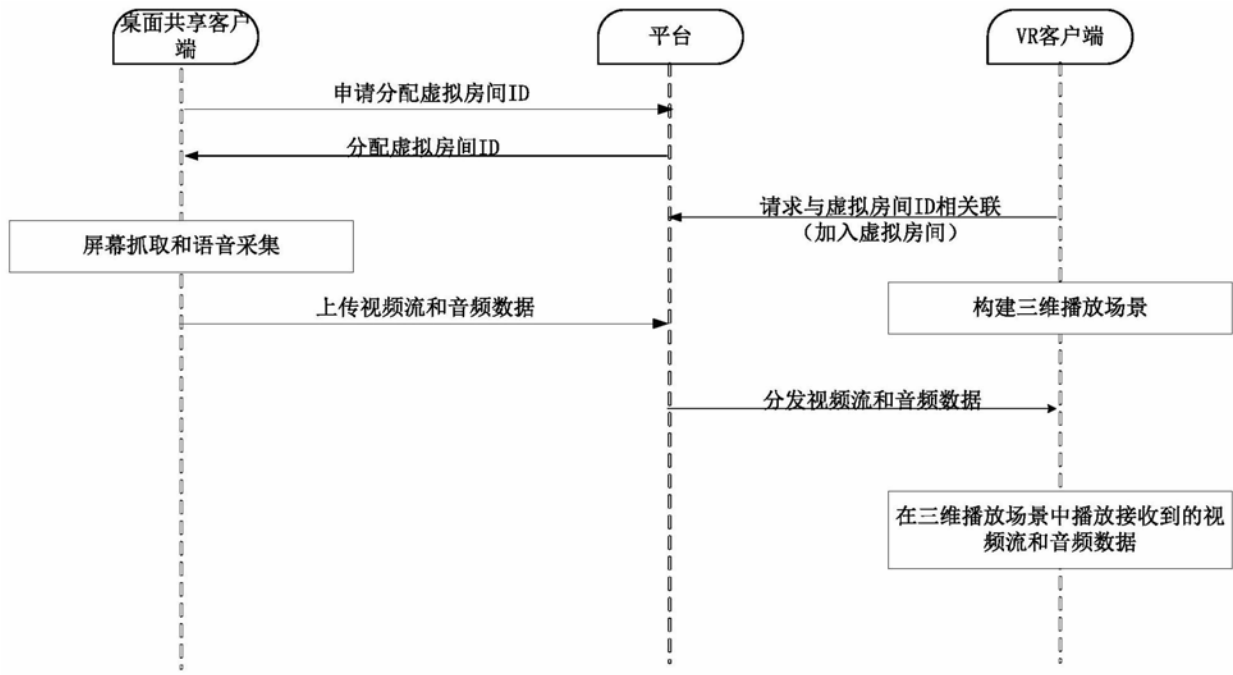 桌面共享客户
端
平台
VR客户端
申请分配虚拟房间ID
分配虚拟房间ID
请求与虚拟房间ID相关联
（加入虚拟房间）
屏幕抓取和语音采集
构建三维播放场景
上传视频流和音频数据
分发视频流和音频数据
在三维播放场景中播放接收到的视
频流和音频数据